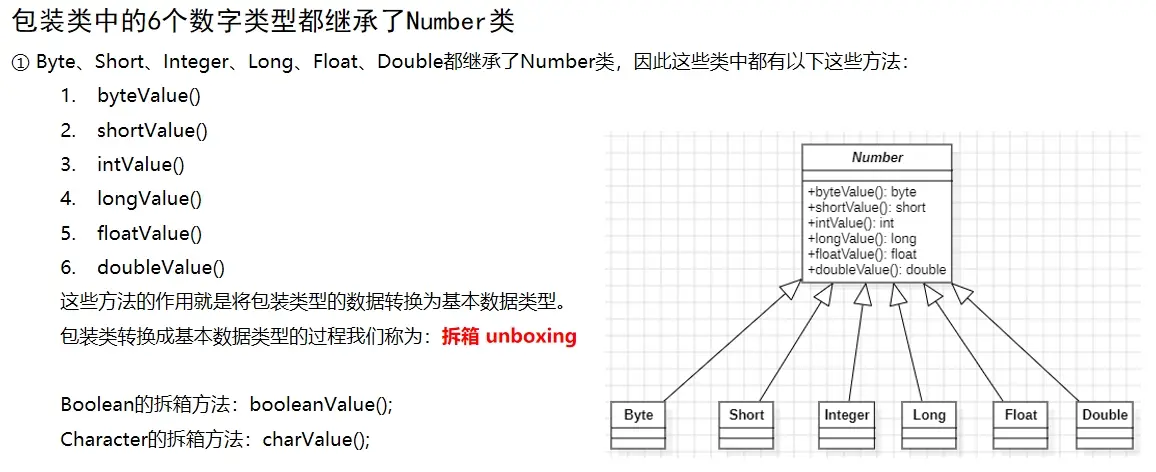 包装类中的6个数字类型都继承了Number类
① Byte、Short、Integer、Long、Float、Double都继承了Number类，因此这些类中都有以下这些方法：
1. byteValue()
2. shortValue()
3. intValue()
4. longValue()
5. floatValue()
6. doubleValue()
这些方法的作用就是将包装类型的数据转换为基本数据类型。
包装类转换成基本数据类型的过程我们称为：拆箱 unboxing
Boolean的拆箱方法：booleanValue();
Character的拆箱方法：charValue();
Number
+byteValue(): byte
+shortValue(): short
+intValue(): int
+longValue(): long
+floatValue(): float
+doubleValue(): double
Byte
Short
Integer
Long
Float
Double